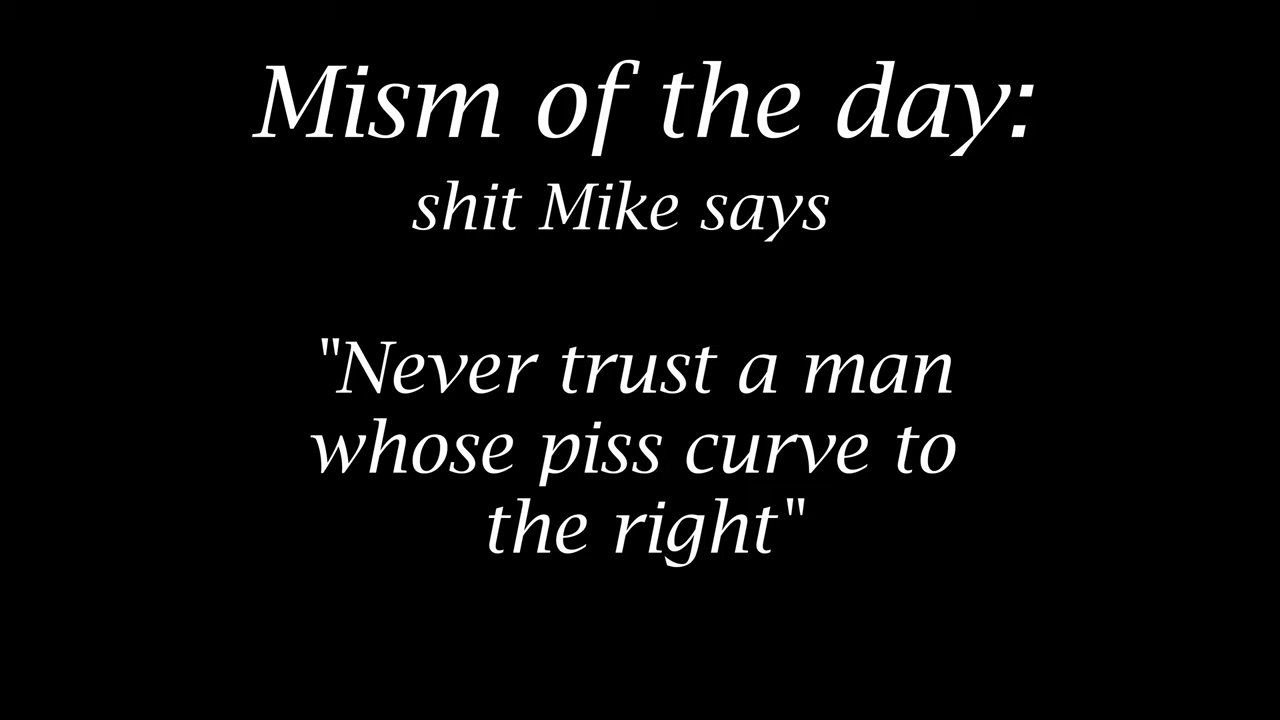 Mism of the day:
shit Mike says
"Never trust a man
whose piss curve to
the right"